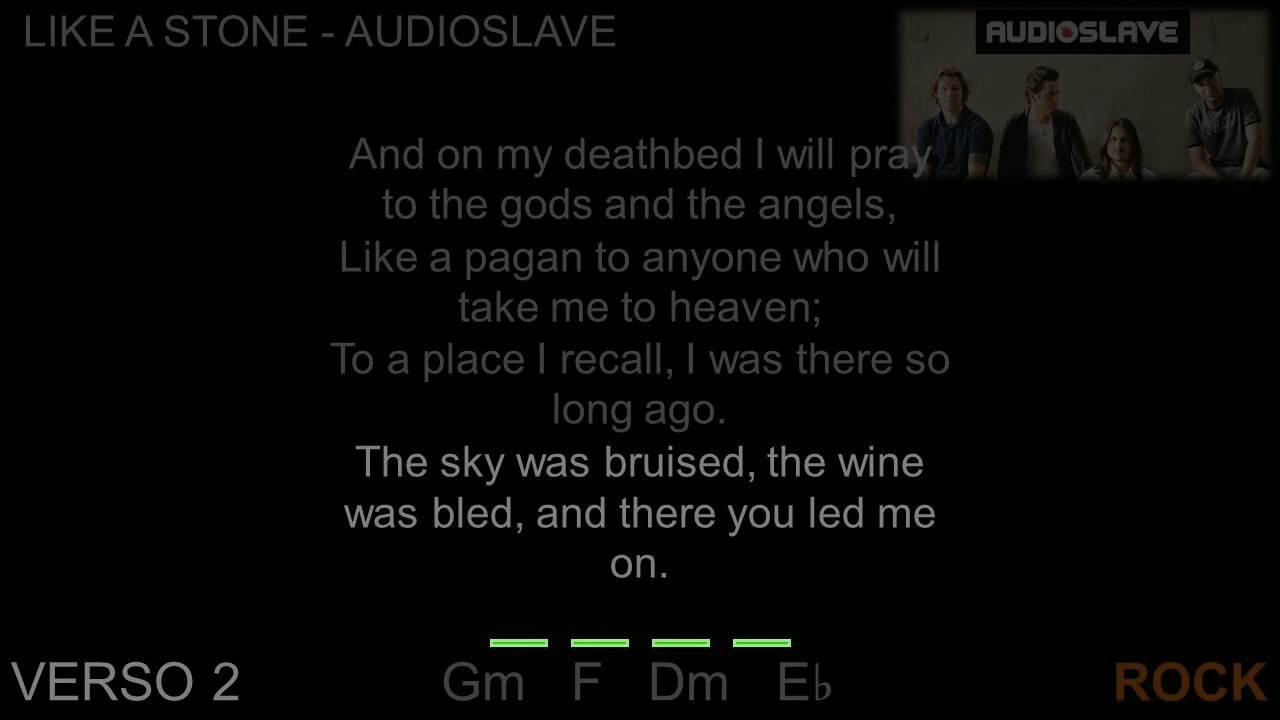 LIKE A STONE - AUDIOSLAVE
AUDIOSLAVE
And on my deathbed I will pray
to the gods and the angels,
Like a pagan to anyone who will
take me to heaven;
To a place I recall, I was there so
long ago.
The sky was bruised, the wine
was bled, and there you led me
on.
VERSO 2
Gm F Dm E♭
ROCK